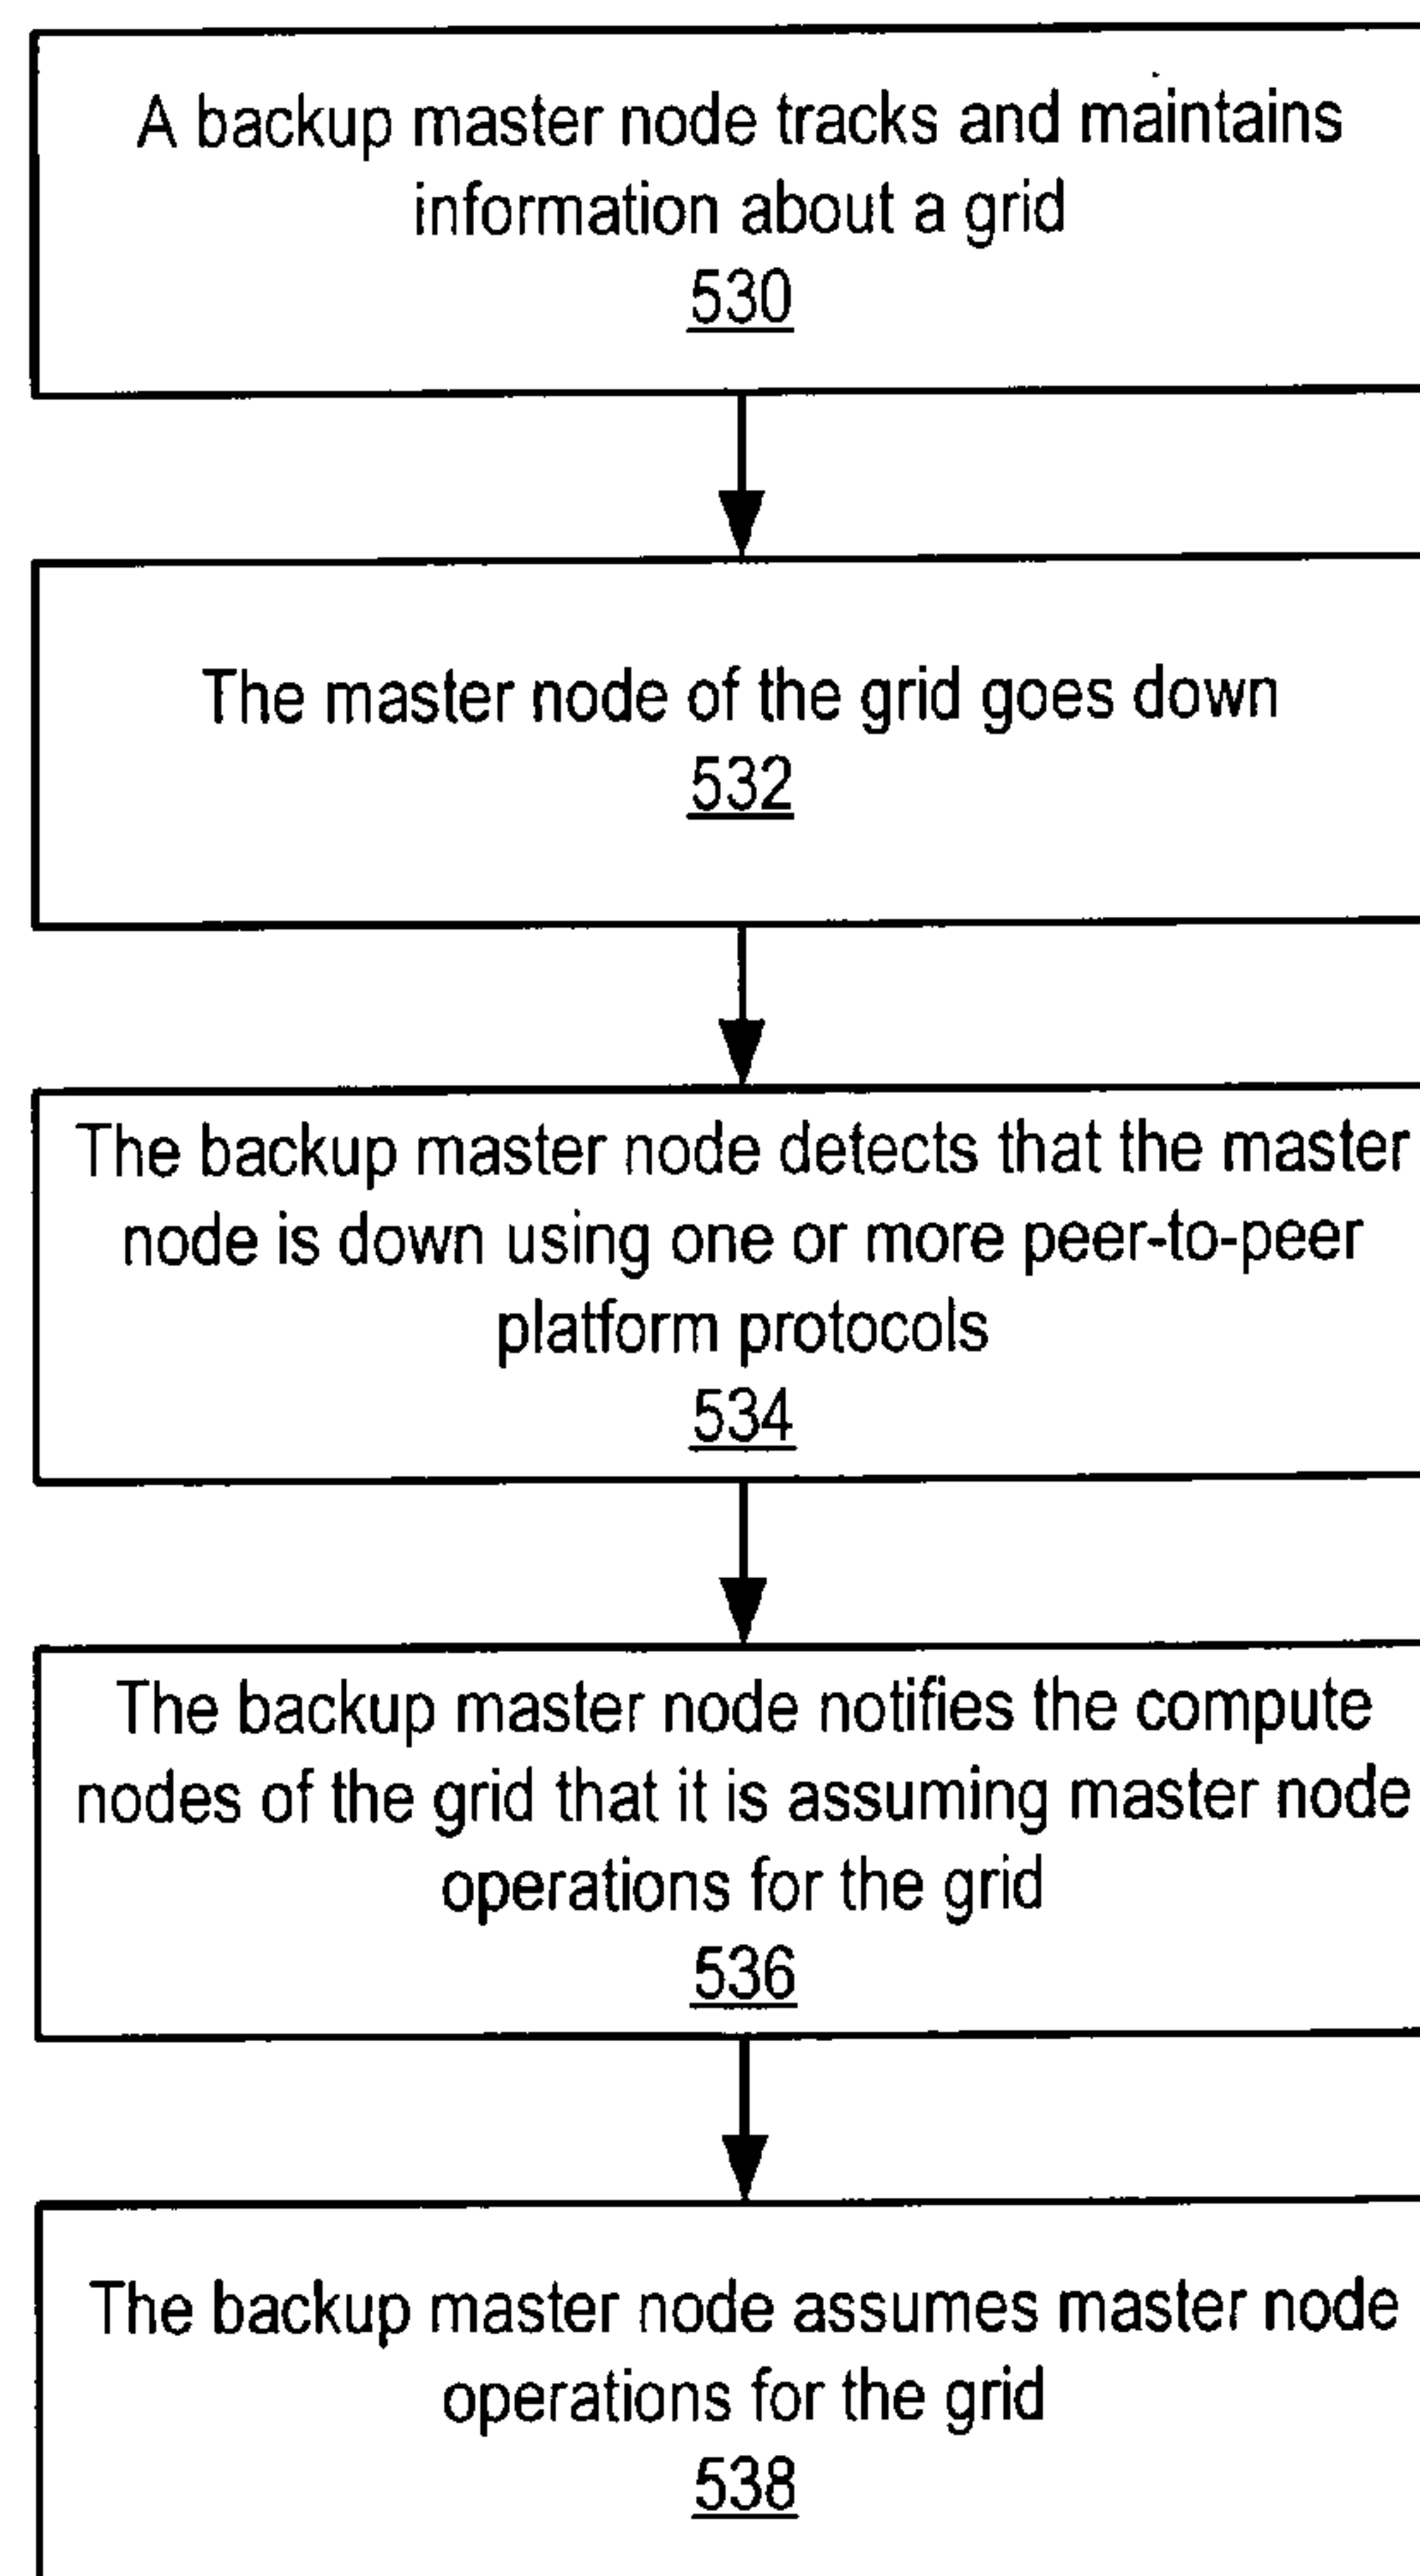 A backup master node tracks and maintains
information about a grid
530
The master node of the grid goes down
532
The backup master node detects that the master
node is down using one or more peer-to-peer
platform protocols
534
The backup master node notifies the compute
nodes of the grid that it is assuming master node
operations for the grid
536
The backup master node assumes master node
operations for the grid
538